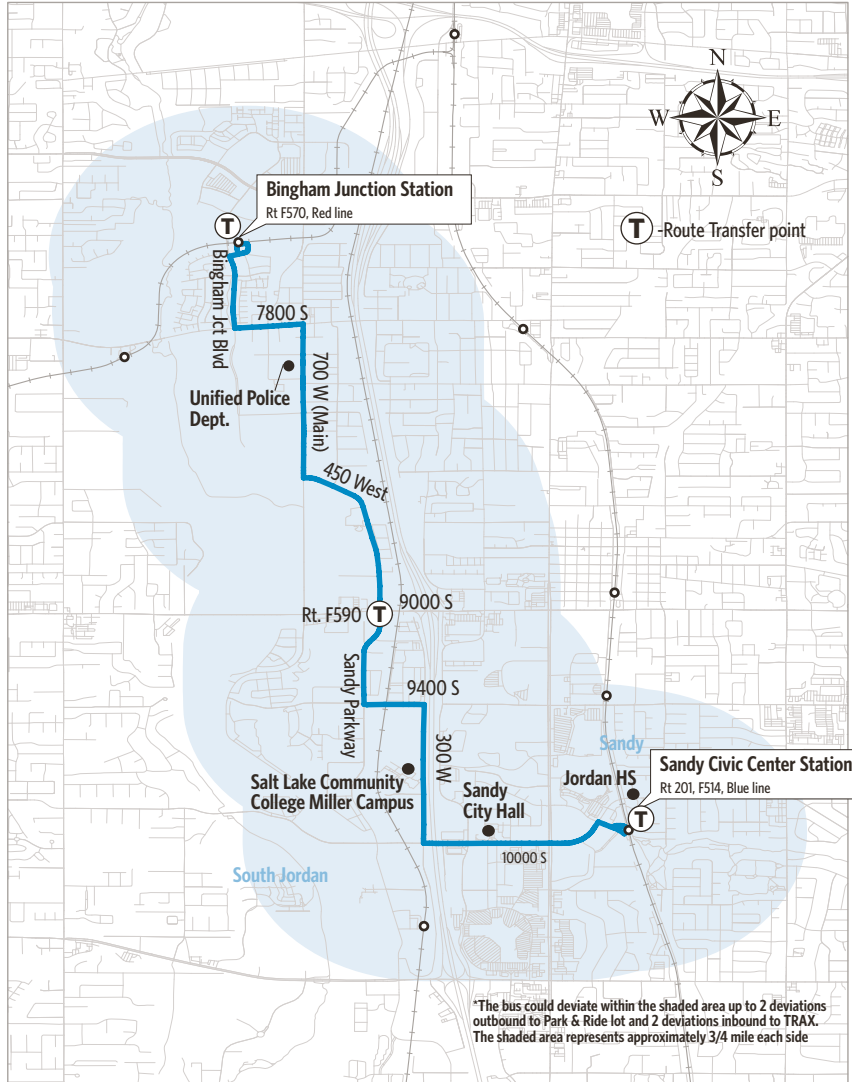 N
W
E
S
Bingham Junction Station
Rt F570, Red line
T
T -Route Transfer point
Bingham Jct Blvd
7800 S
Unified Police
Dept.
700 W (Main)
450 West
Rt. F590
T
9000 S
Sandy Parkway
9400 S
300 W
Sandy
Salt Lake Community
College Miller Campus
Sandy
City Hall
Jordan HS
Sandy Civic Center Station
Rt 201, F514, Blue line
T
10000 S
South Jordan
*The bus could deviate within the shaded area up to 2 deviations
outbound to Park & Ride lot and 2 deviations inbound to TRAX.
The shaded area represents approximately 3/4 mile each side